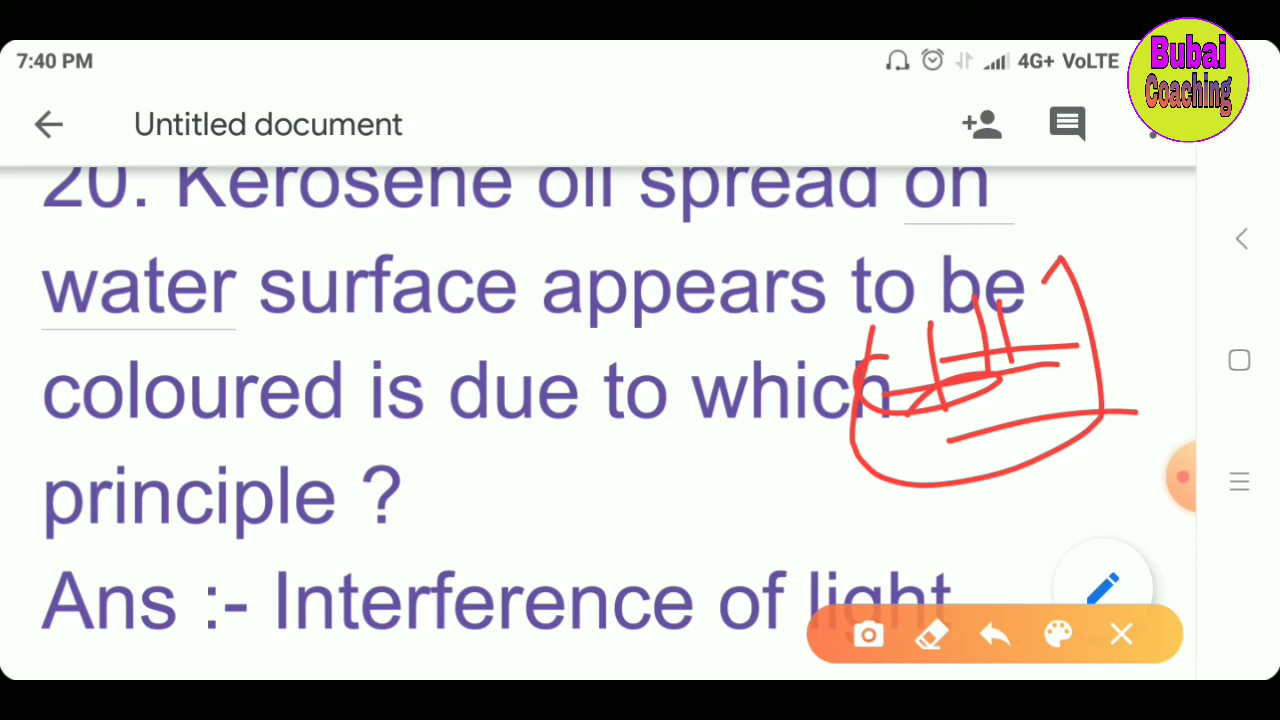 7:40 PM
4G+ VoLTE
Bubai
Coaching
Untitled document
20. Kerosene oil spread on
water surface appears to be
coloured is due to which
principle ?
Ans :- Interference of light